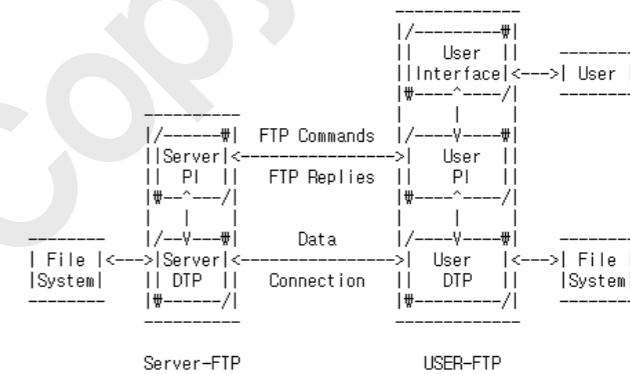 -------------
|/---------₩|
||   User   ||    --------
||Interface|<--->| User |
|₩----^----/|    --------
----------                |     |     |
|/------₩|  FTP Commands  |/----V----₩|
||Server|<---------------->|   User   ||
||  PI  ||  FTP Replies   ||    PI    ||
|₩--^---/|                |₩----^----/|
|   |    |                |     |     |
--------    |/--V---₩|      Data      |/----V----₩|    --------
| File |<--->|Server|<---------------->|   User   |<--->| File |
|System|    || DTP  ||   Connection   ||   DTP    ||    |System|
--------    |₩------/|                |₩---------/|    --------
----------                -------------
Server-FTP                   USER-FTP
Copy